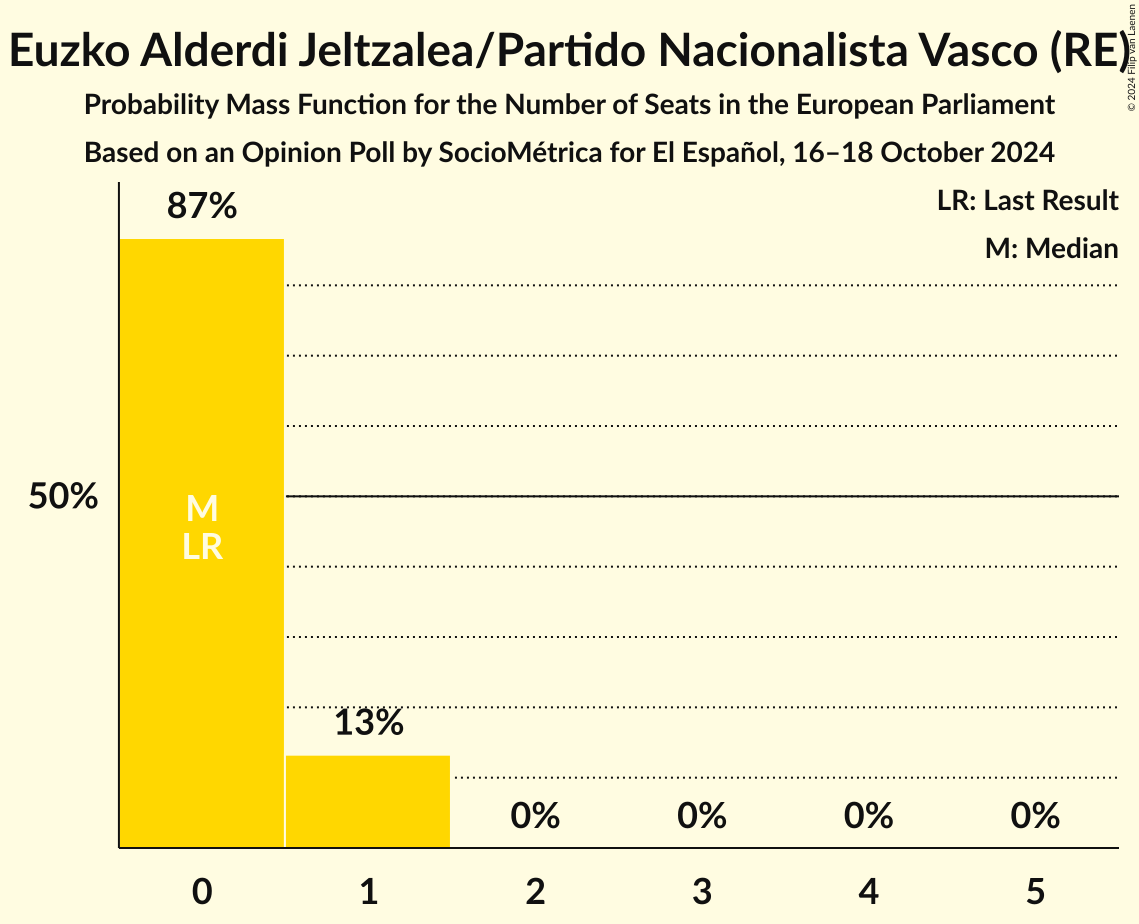 Euzko Alderdi Jeltzalea/Partido Nacionalista Vasco (RE)
© 2024 Filip van Laenen
Probability Mass Function for the Number of Seats in the European Parliament
Based on an Opinion Poll by SocioMétrica for El Español, 16–18 October 2024
LR: Last Result
M: Median
87%
50%
M
LR
13%
0% 0% 0% 0%
0 1 2 3 4 5